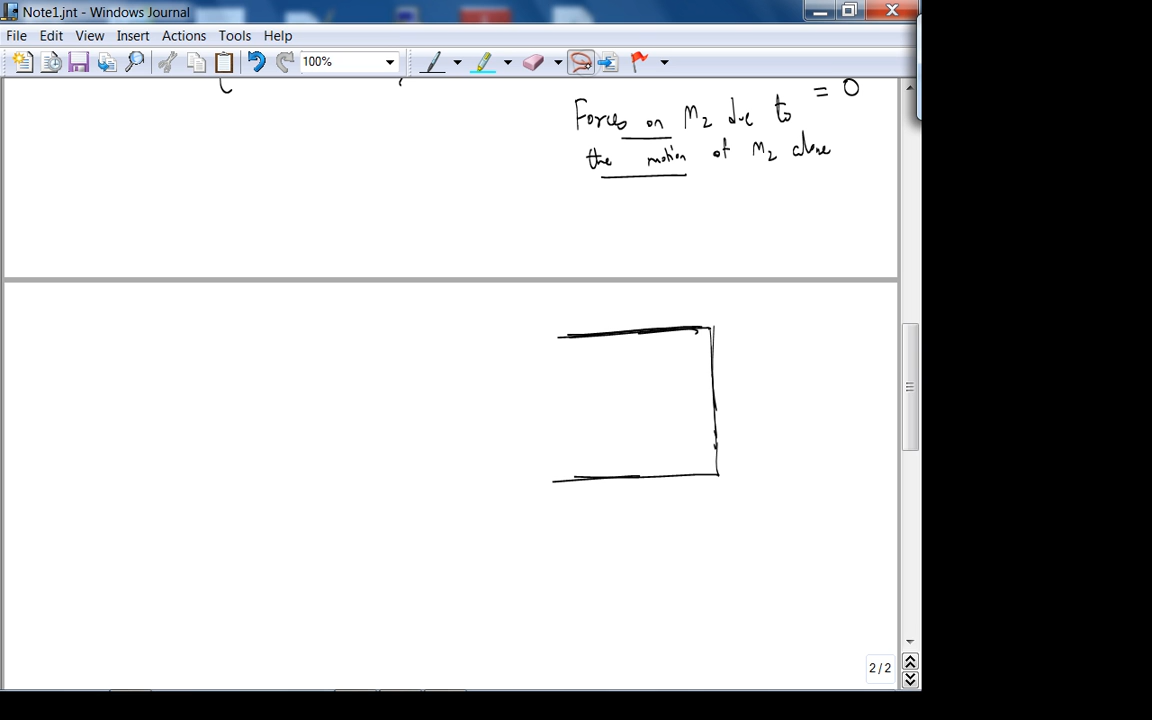 Note1.jnt - Windows Journal
File Edit View Insert Actions Tools Help
100%
= 0
Forces on M2 due to
the motion of M2 alone
2 / 2